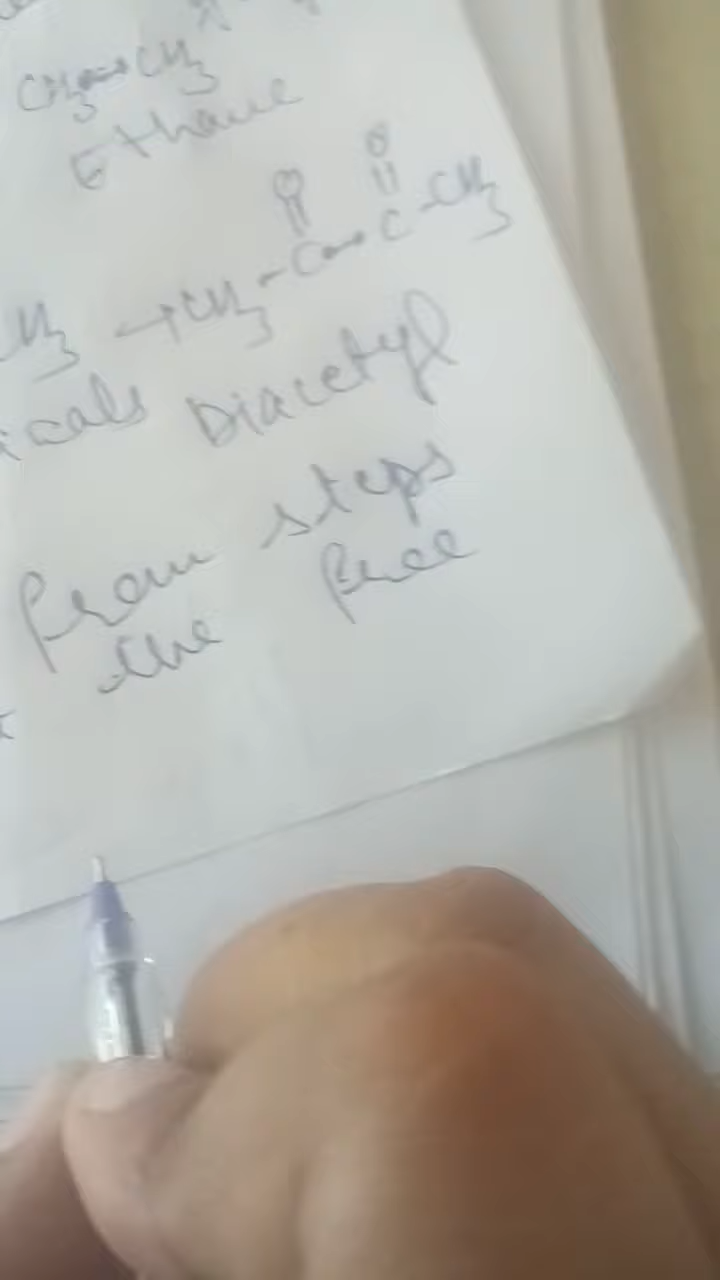 CH3–CH3
Ethane
O O
|| ||
CH3 → CH3 – C – C – CH3
icals Diacetyl
from steps
the free